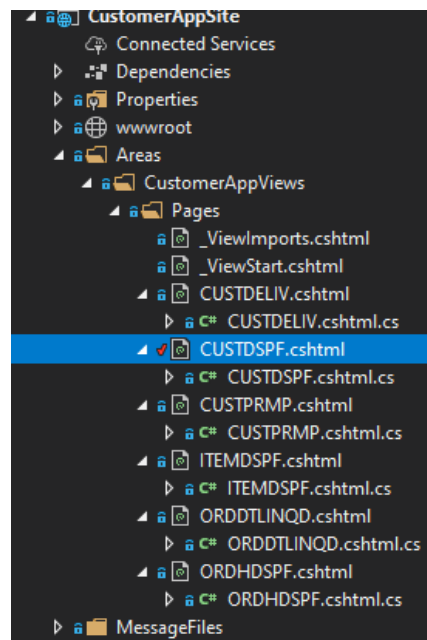 CustomerAppSite
Connected Services
Dependencies
Properties
wwwroot
Areas
CustomerAppViews
Pages
_ViewImports.cshtml
_ViewStart.cshtml
CUSTDELIV.cshtml
C# CUSTDELIV.cshtml.cs
CUSTDSPF.cshtml
C# CUSTDSPF.cshtml.cs
CUSTPRMP.cshtml
C# CUSTPRMP.cshtml.cs
ITEMDSPF.cshtml
C# ITEMDSPF.cshtml.cs
ORDDTLINQD.cshtml
C# ORDDTLINQD.cshtml.cs
ORDHDSPF.cshtml
C# ORDHDSPF.cshtml.cs
MessageFiles